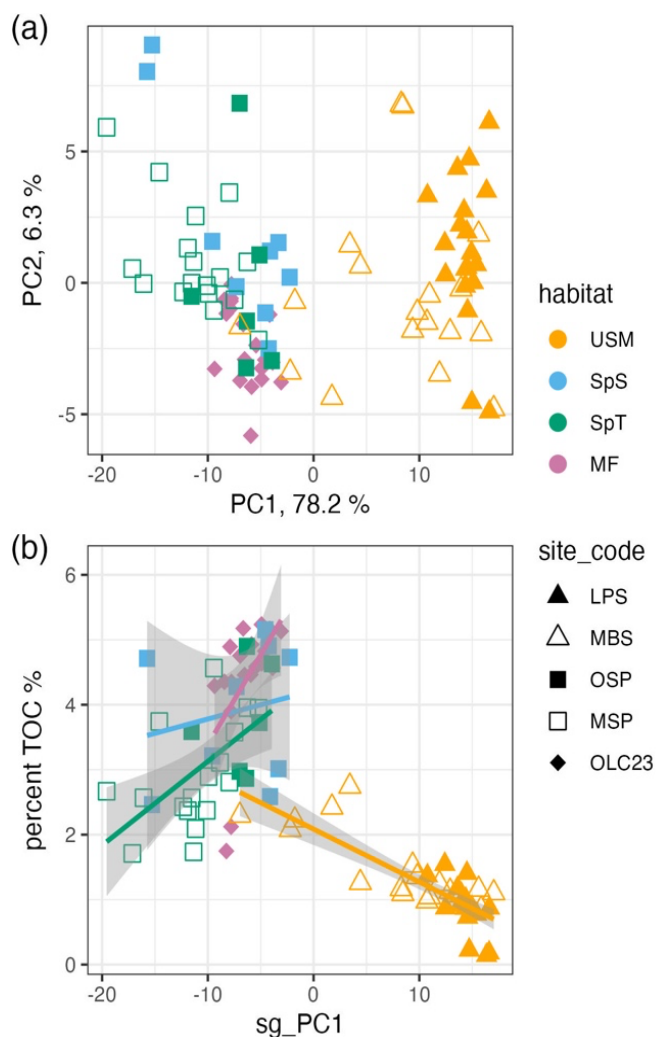 (a)
5
0
-5
PC2, 6.3 %
-20
-10
0
10
PC1, 78.2 %
habitat
USM
SpS
SpT
MF
(b)
6
4
2
0
percent TOC %
-20
-10
0
10
sg_PC1
site_code
LPS
MBS
OSP
MSP
OLC23